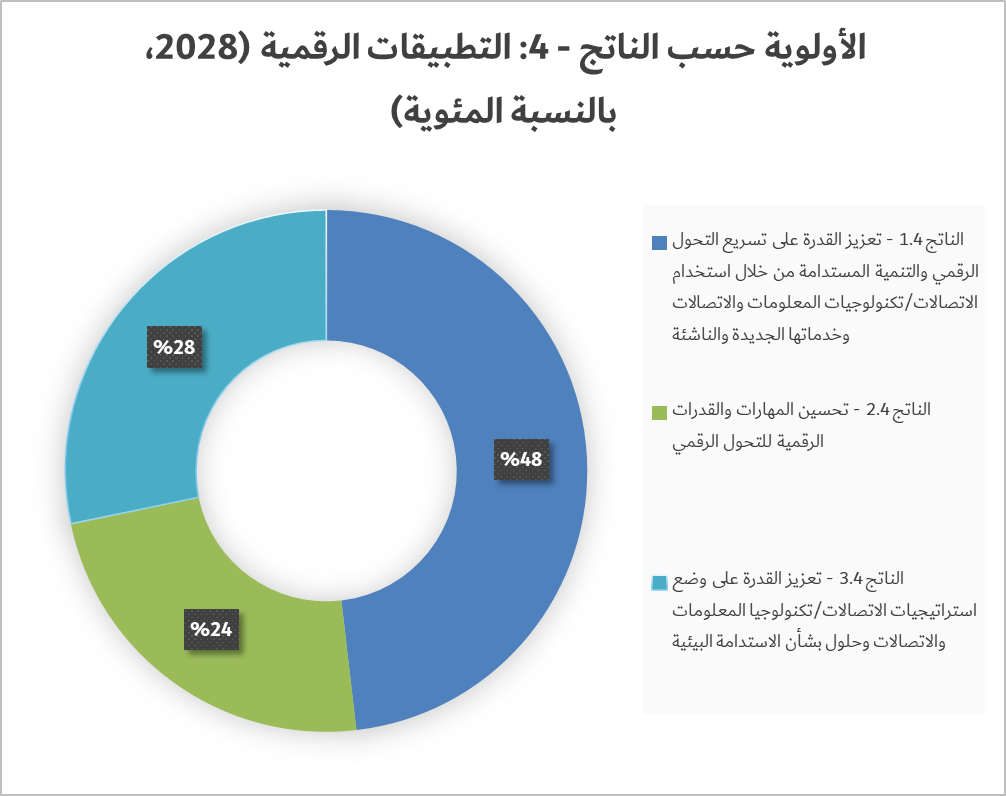 الأولوية حسب الناتج - 4: التطبيقات الرقمية (2028،
بالنسبة المئوية)
الناتج 1.4 - تعزيز القدرة على تسريع التحول
الرقمي والتنمية المستدامة من خلال استخدام
الاتصالات/تكنولوجيات المعلومات والاتصالات
وخدماتها الجديدة والناشئة
الناتج 2.4 - تحسين المهارات والقدرات
الرقمية للتحول الرقمي
الناتج 3.4 - تعزيز القدرة على وضع
استراتيجيات الاتصالات/تكنولوجيا المعلومات
والاتصالات وحلول بشأن الاستدامة البيئية
%28
%48
%24